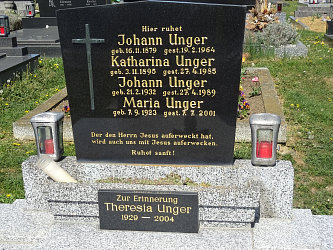 Hier ruhet
Johann Unger
geb. 16.11.1879 gest. 19.2.1964
Katharina Unger
geb. 3.11.1895 gest. 27.4.1985
Johann Unger
geb. 21.2.1932 gest. 27.4.1989
Maria Unger
geb. 7.9.1923 gest. 7.7.2001
Der den Herrn Jesus auferweckt hat,
wird auch uns mit Jesus auferwecken.
Ruhet sanft!
Zur Erinnerung
Theresia Unger
1929 — 2004